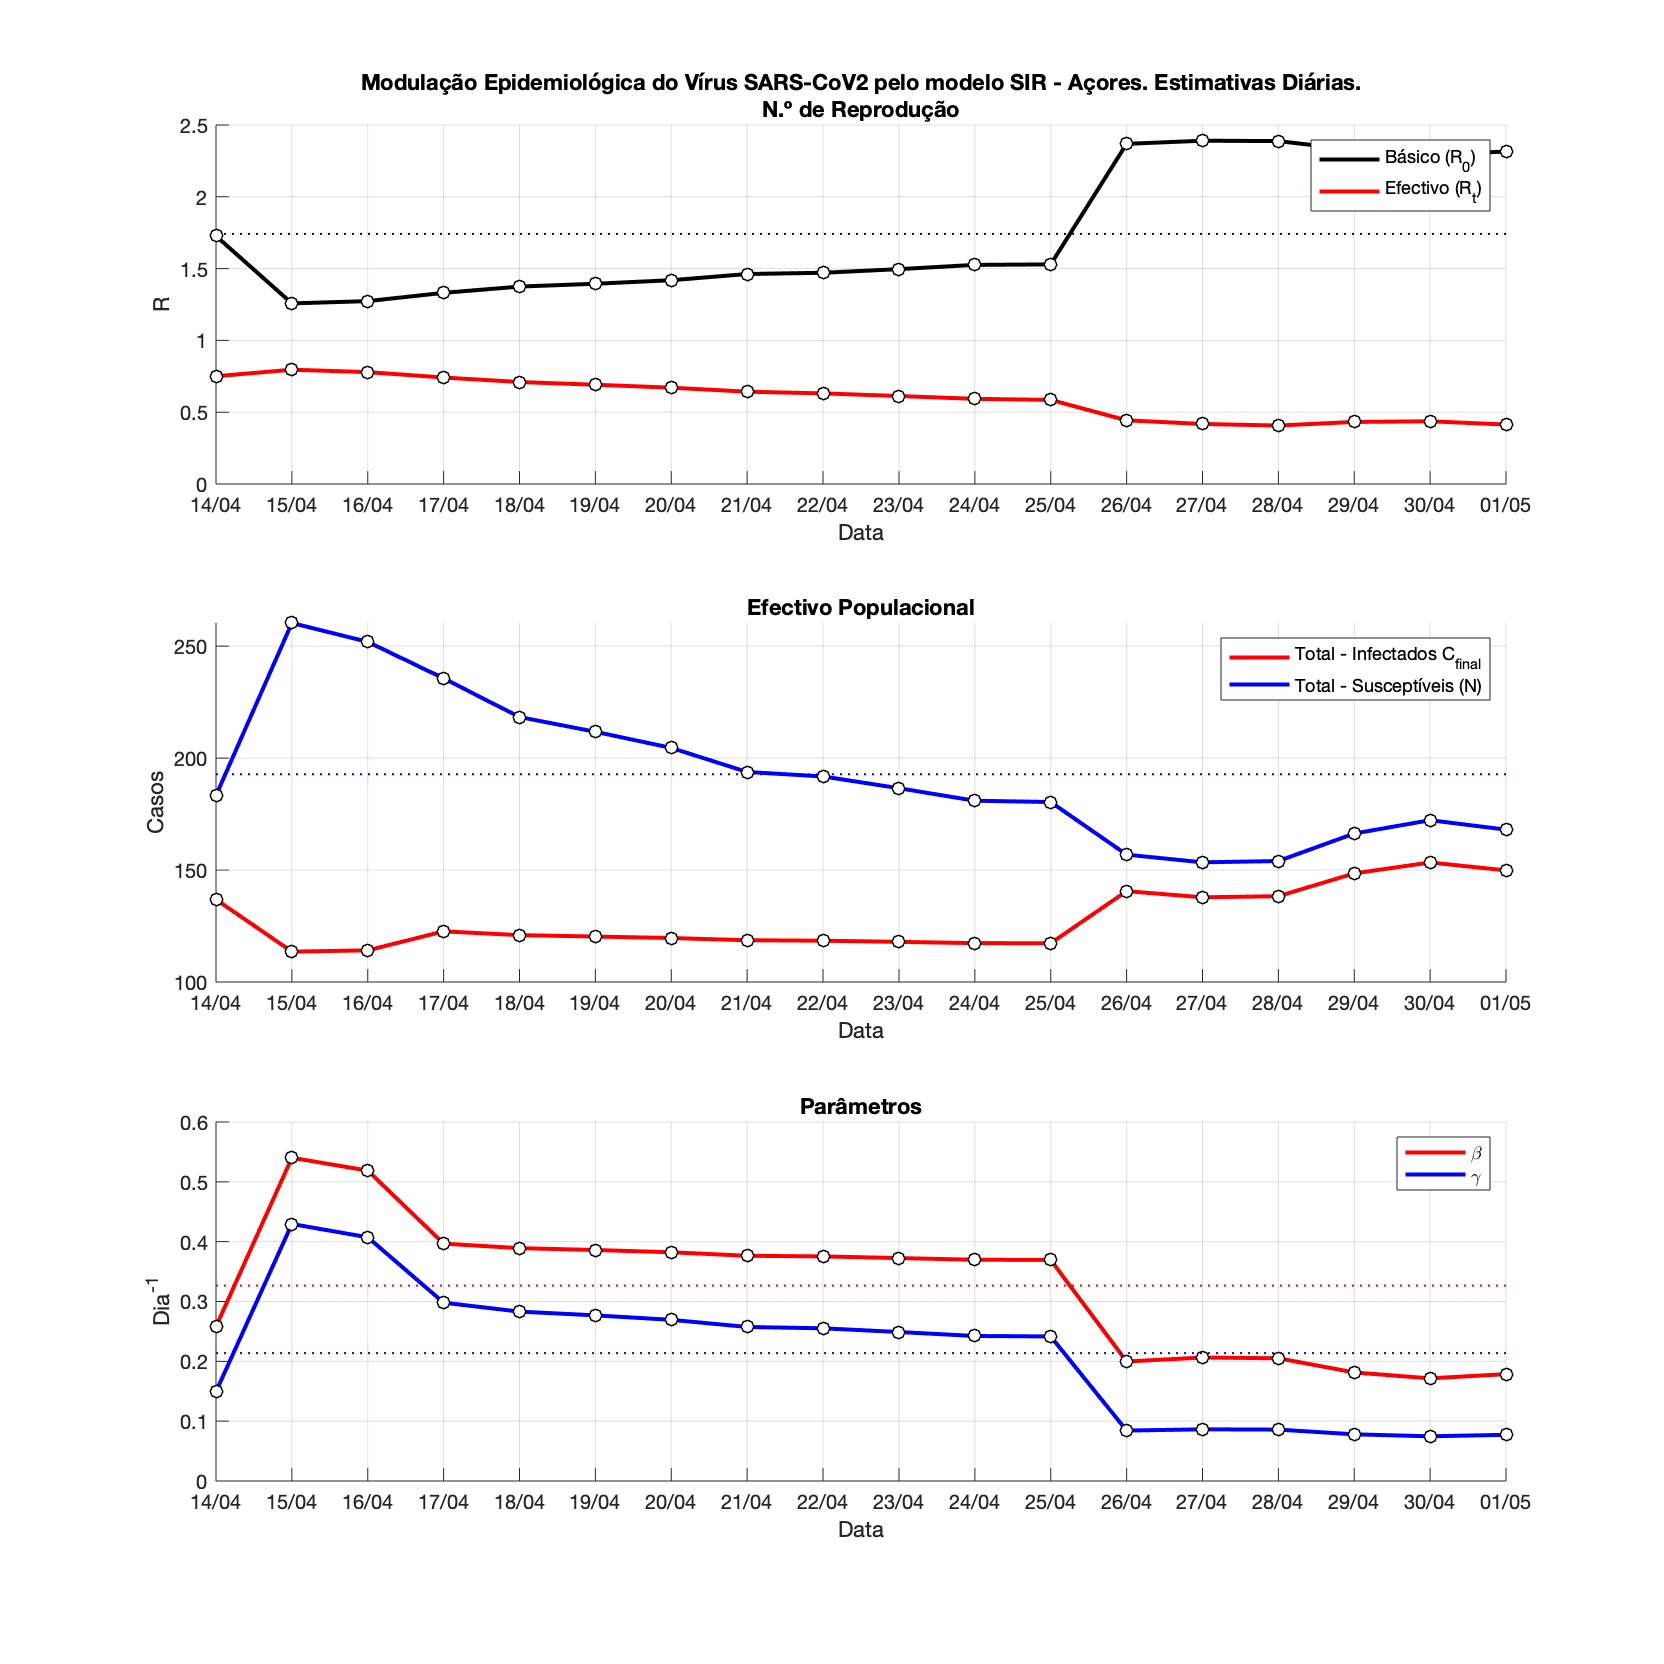 Modulação Epidemiológica do Vírus SARS-CoV2 pelo modelo SIR - Açores. Estimativas Diárias.
N.º de Reprodução
2.5
2
1.5
1
0.5
0
R
Básico (R0)
Efectivo (Rt)
14/04 15/04 16/04 17/04 18/04 19/04 20/04 21/04 22/04 23/04 24/04 25/04 26/04 27/04 28/04 29/04 30/04 01/05
Data
Efectivo Populacional
250
200
150
100
Casos
Total - Infectados Cfinal
Total - Susceptíveis (N)
14/04 15/04 16/04 17/04 18/04 19/04 20/04 21/04 22/04 23/04 24/04 25/04 26/04 27/04 28/04 29/04 30/04 01/05
Data
Parâmetros
0.6
0.5
0.4
0.3
0.2
0.1
0
Dia-1
β
γ
14/04 15/04 16/04 17/04 18/04 19/04 20/04 21/04 22/04 23/04 24/04 25/04 26/04 27/04 28/04 29/04 30/04 01/05
Data